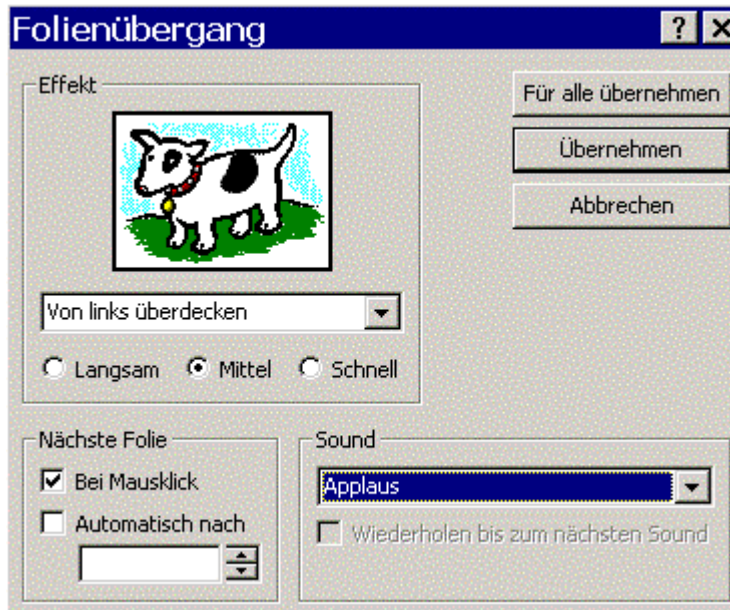 Folienübergang
Effekt
Für alle übernehmen
Übernehmen
Abbrechen
Von links überdecken
Langsam Mittel Schnell
Nächste Folie
Bei Mausklick
Automatisch nach
Sound
Applaus
Wiederholen bis zum nächsten Sound